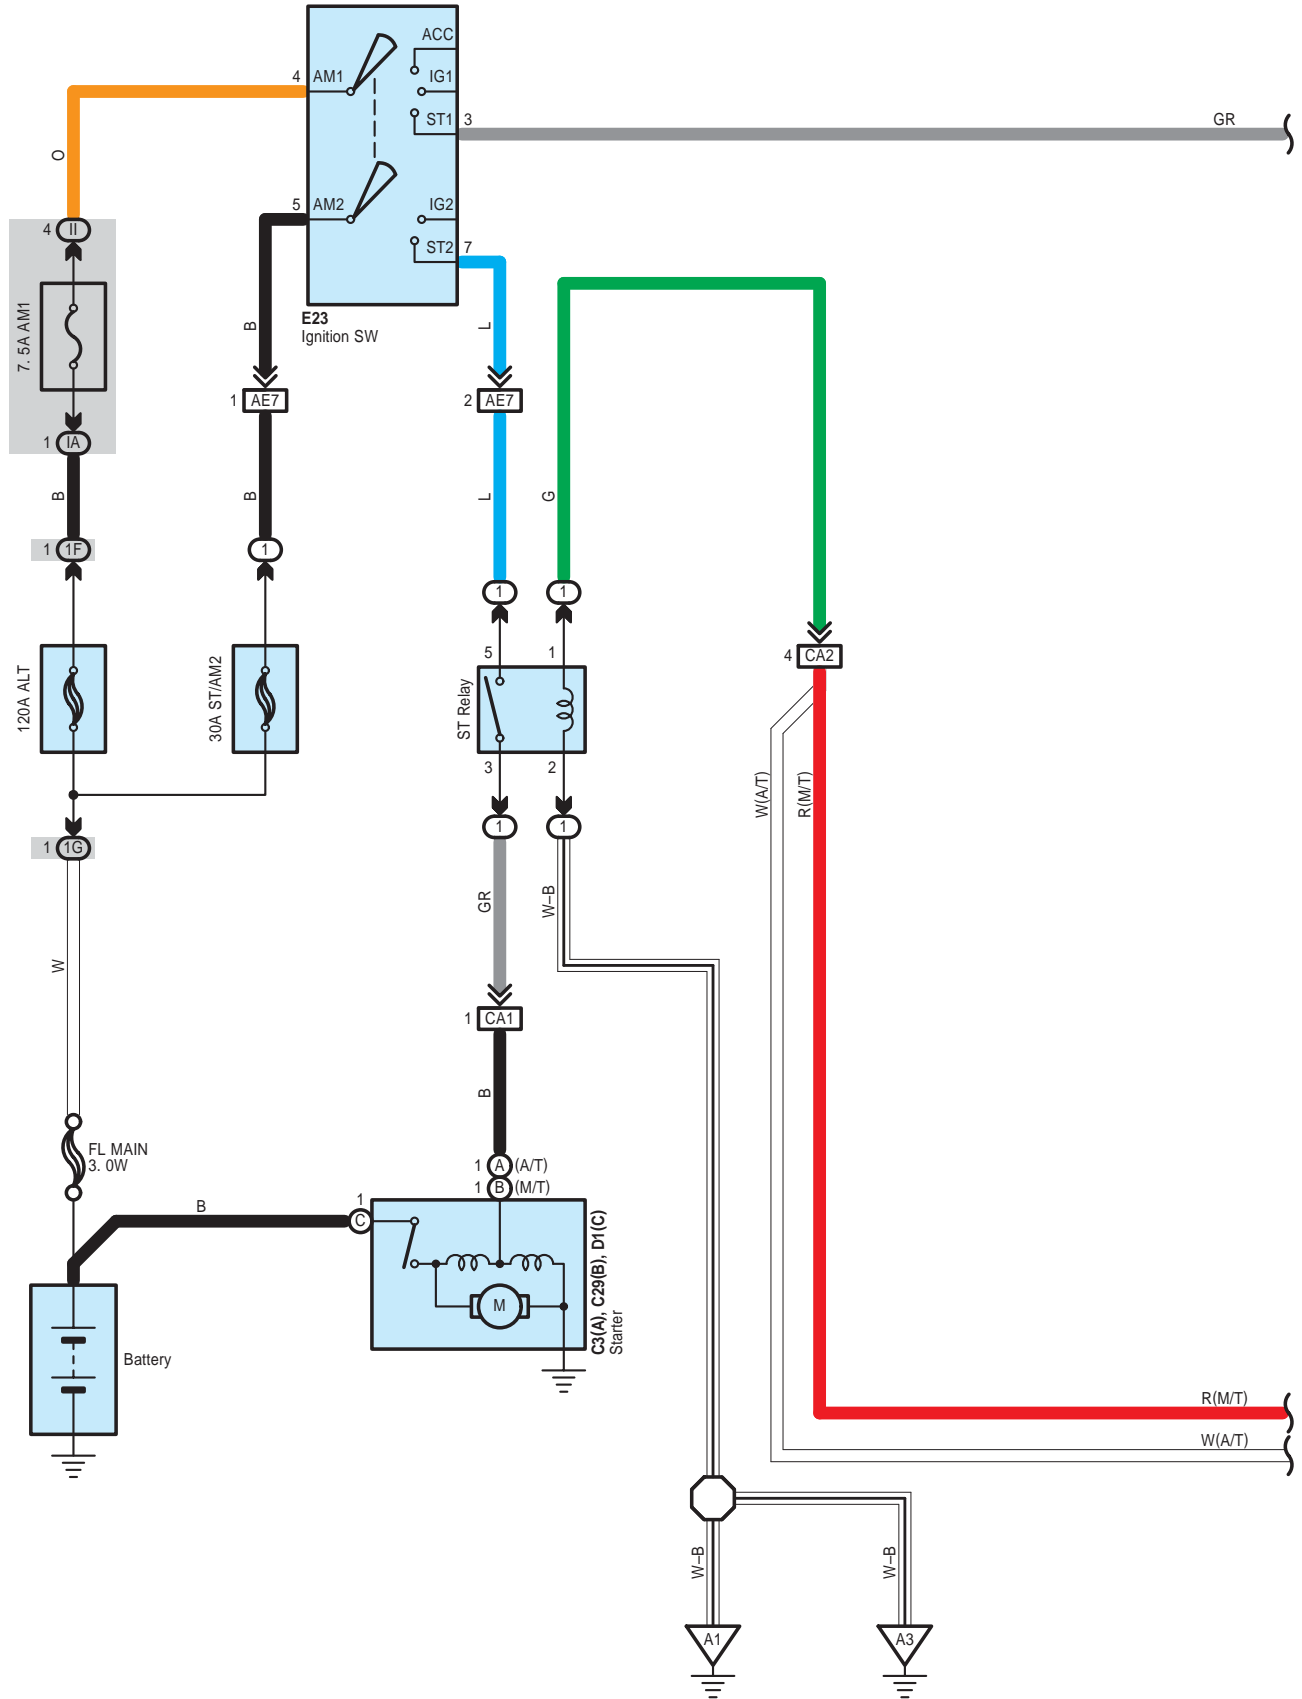 ACC
4 AM1 IG1
ST1 3
GR
O
5 AM2 IG2
4 II
ST2 7
E23
Ignition SW
7. 5A AM1
B
L
1 AE7
2 AE7
1 IA
B
B
L
G
1 1F
1
1
1
5 1
4 CA2
120A ALT
30A ST/AM2
ST Relay
3 2
W(A/T)
R(M/T)
1
1
1 1G
GR
W–B
W
1 CA1
B
FL MAIN
3. 0W
1 A (A/T)
1 B (M/T)
1
B
C
C3(A), C29(B), D1(C)
Starter
M
Battery
R(M/T)
W(A/T)
W–B
W–B
A1
A3